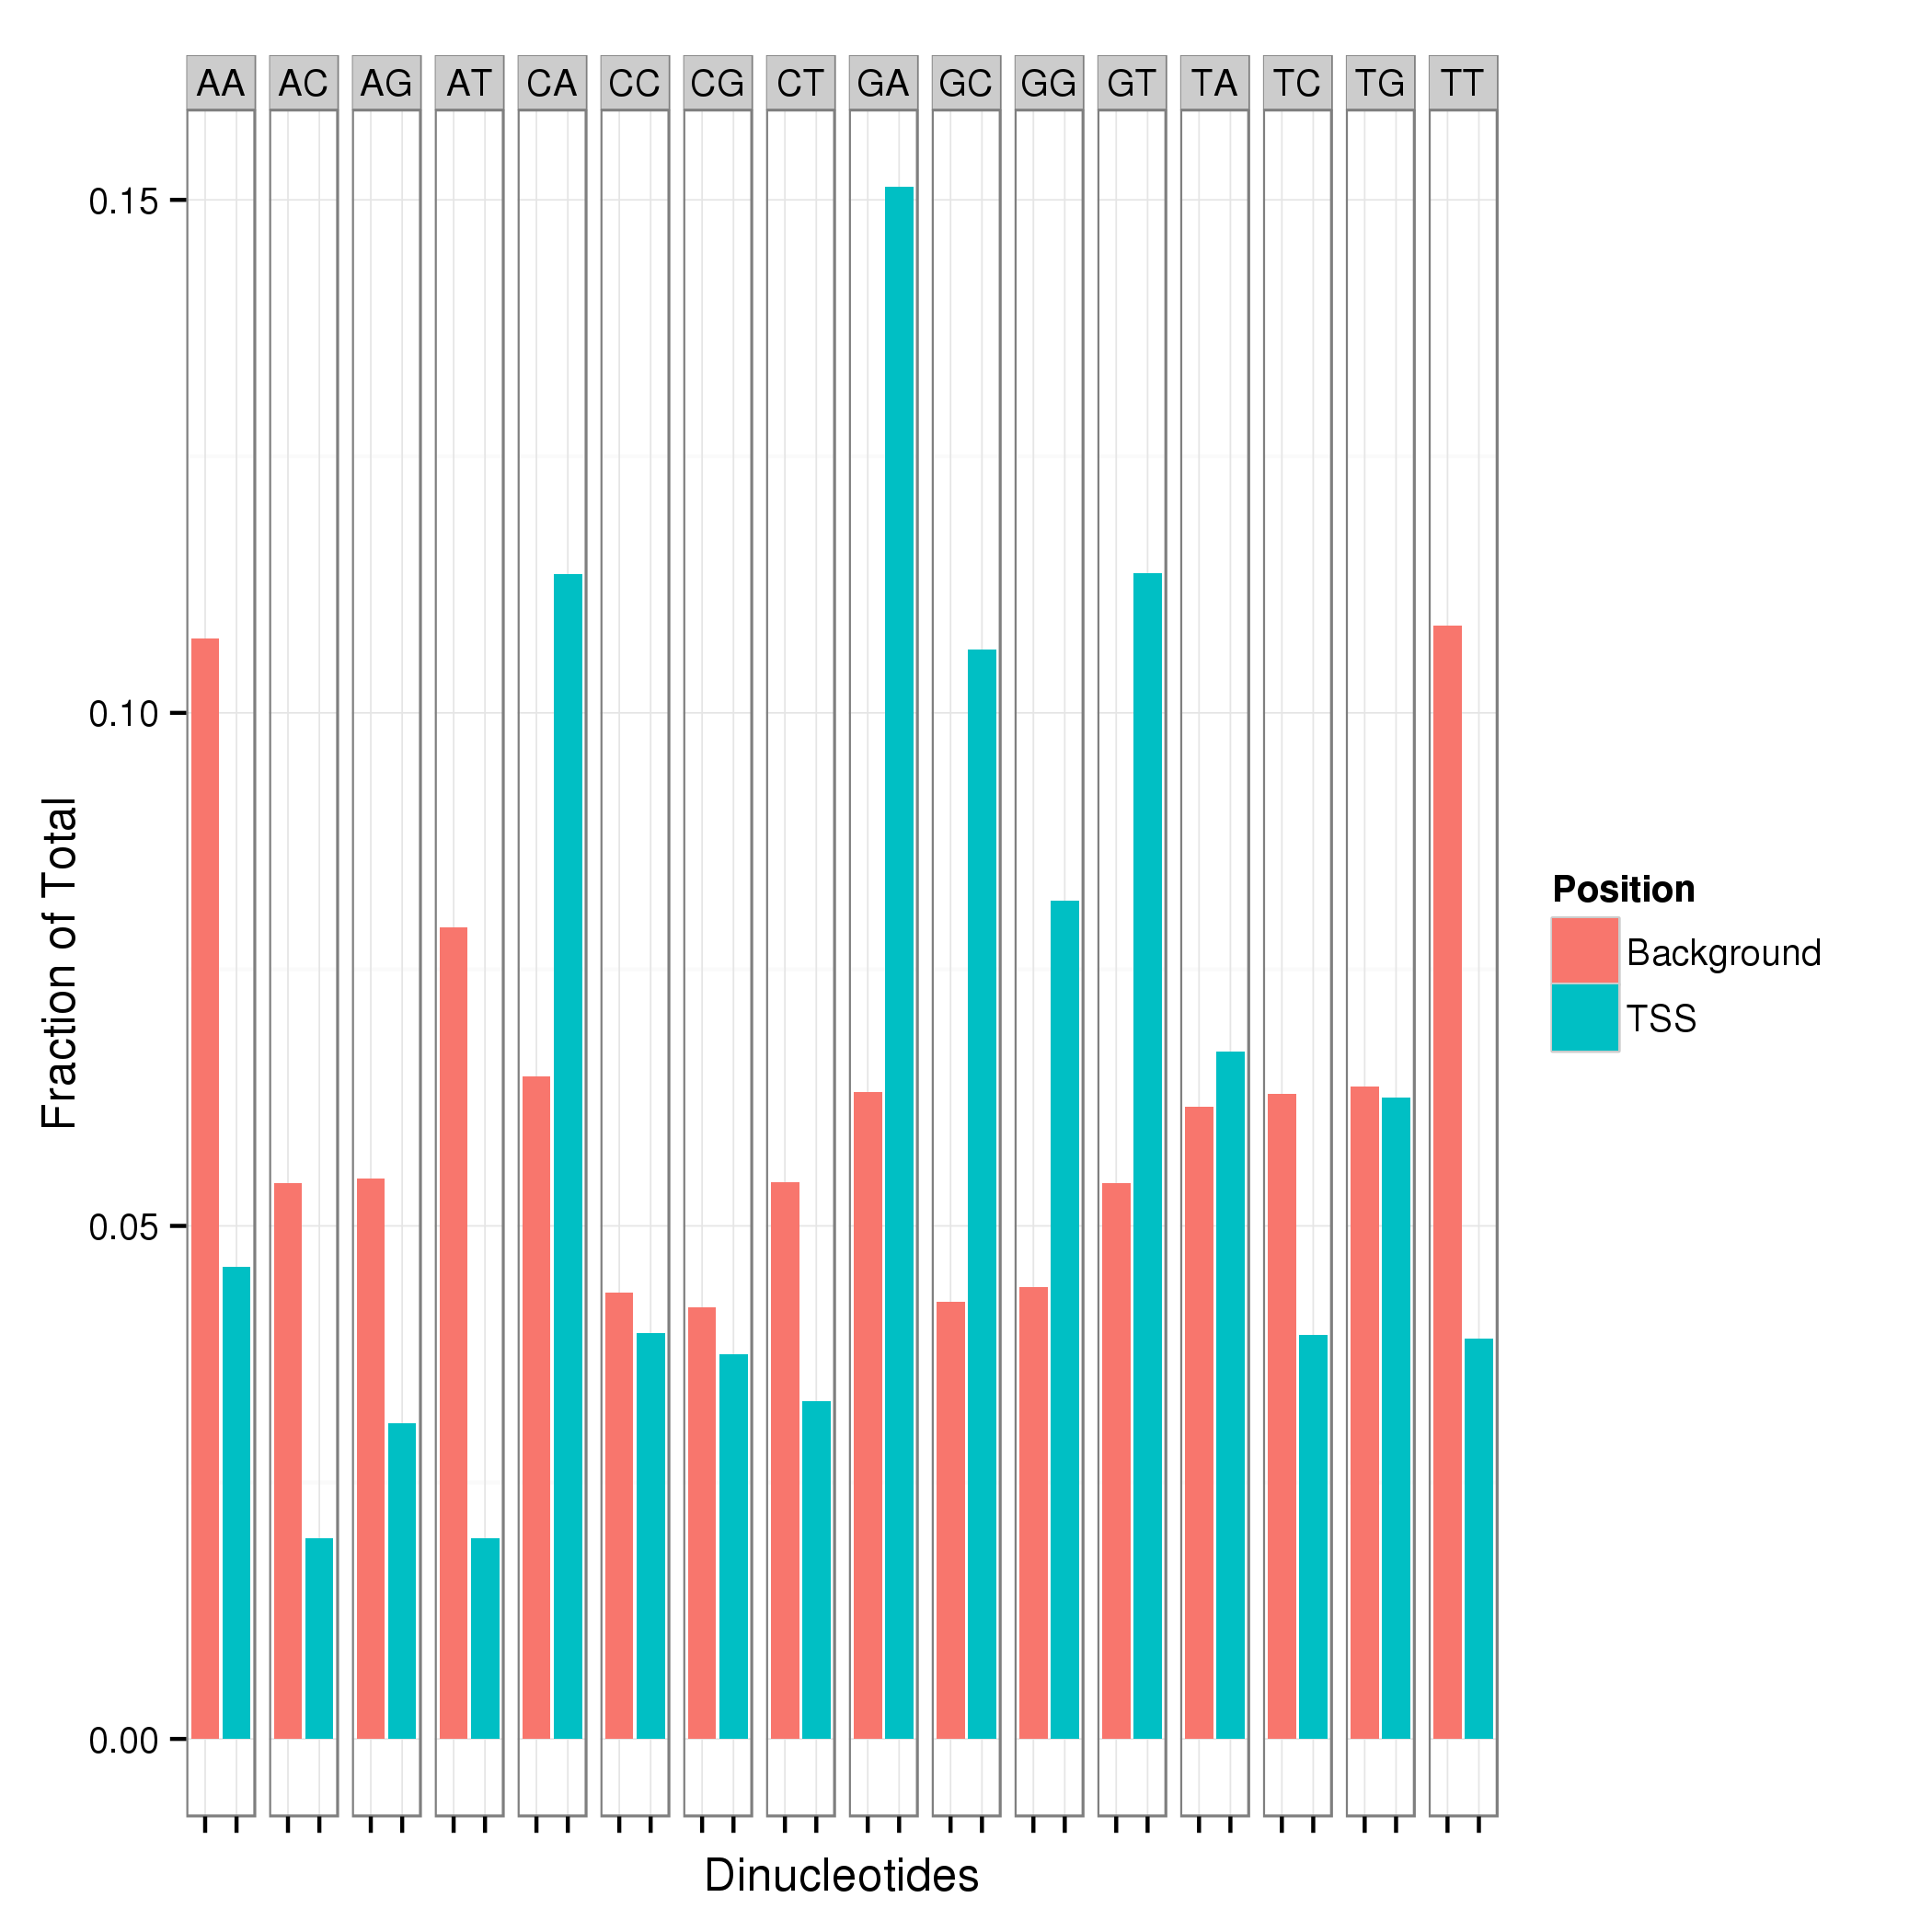 AA AC AG AT CA CC CG CT GA GC GG GT TA TC TG TT
0.15
0.10
0.05
0.00
Fraction of Total
Dinucleotides
Position
Background
TSS